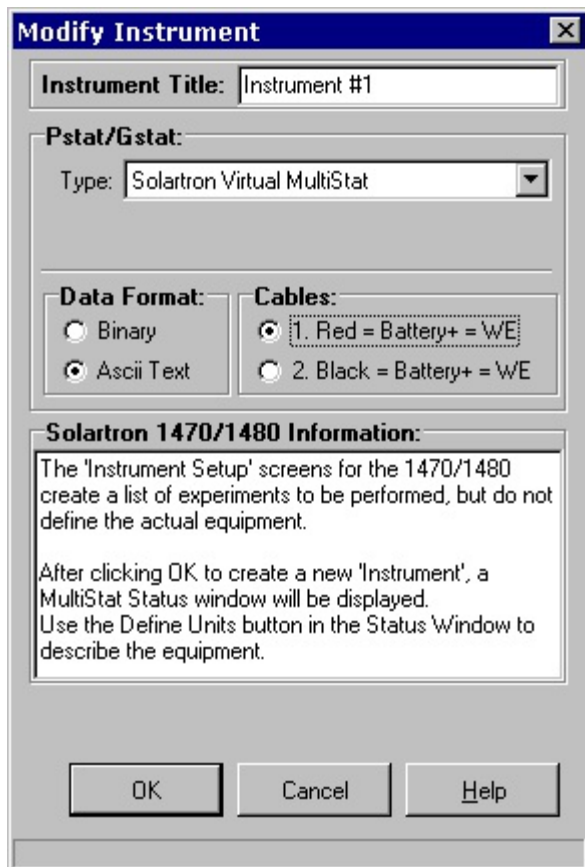 Modify Instrument
Instrument Title: Instrument #1
Pstat/Gstat:
Type: Solartron Virtual MultiStat
Data Format:
Binary
Ascii Text
Cables:
1. Red = Battery+ = WE
2. Black = Battery+ = WE
Solartron 1470/1480 Information:
The 'Instrument Setup' screens for the 1470/1480
create a list of experiments to be performed, but do not
define the actual equipment.
After clicking OK to create a new 'Instrument', a
MultiStat Status window will be displayed.
Use the Define Units button in the Status Window to
describe the equipment.
OK
Cancel
Help